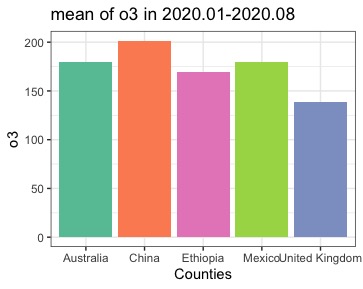 mean of o3 in 2020.01-2020.08
200
150
100
50
0
o3
Australia China Ethiopia Mexico United Kingdom
Counties